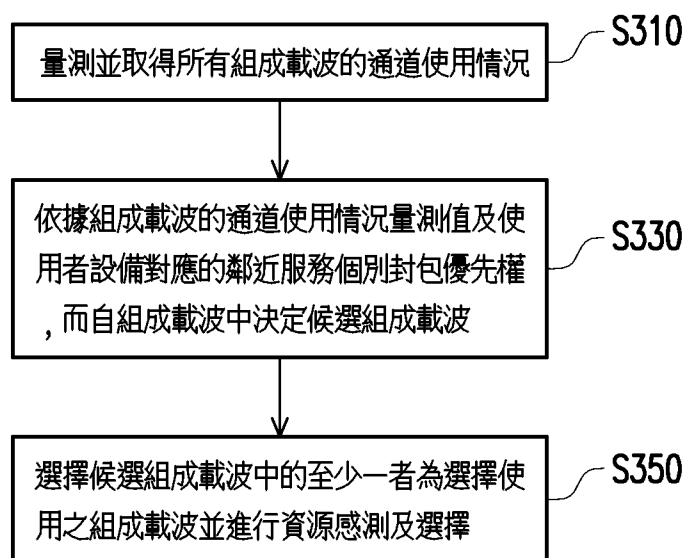 量測並取得所有組成載波的通道使用情況
S310
依據組成載波的通道使用情況量測值及使
用者設備對應的鄰近服務個別封包優先權
，而自組成載波中決定候選組成載波
S330
選擇候選組成載波中的至少一者為選擇使
用之組成載波並進行資源感測及選擇
S350